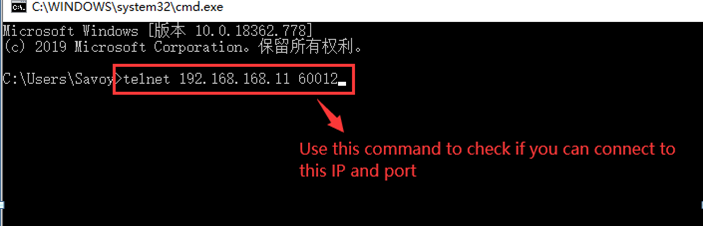 C:\WINDOWS\system32\cmd.exe
Microsoft Windows [版本 10.0.18362.778]
(c) 2019 Microsoft Corporation。保留所有权利。
C:\Users\Savoy>telnet 192.168.168.11 60012
Use this command to check if you can connect to
this IP and port